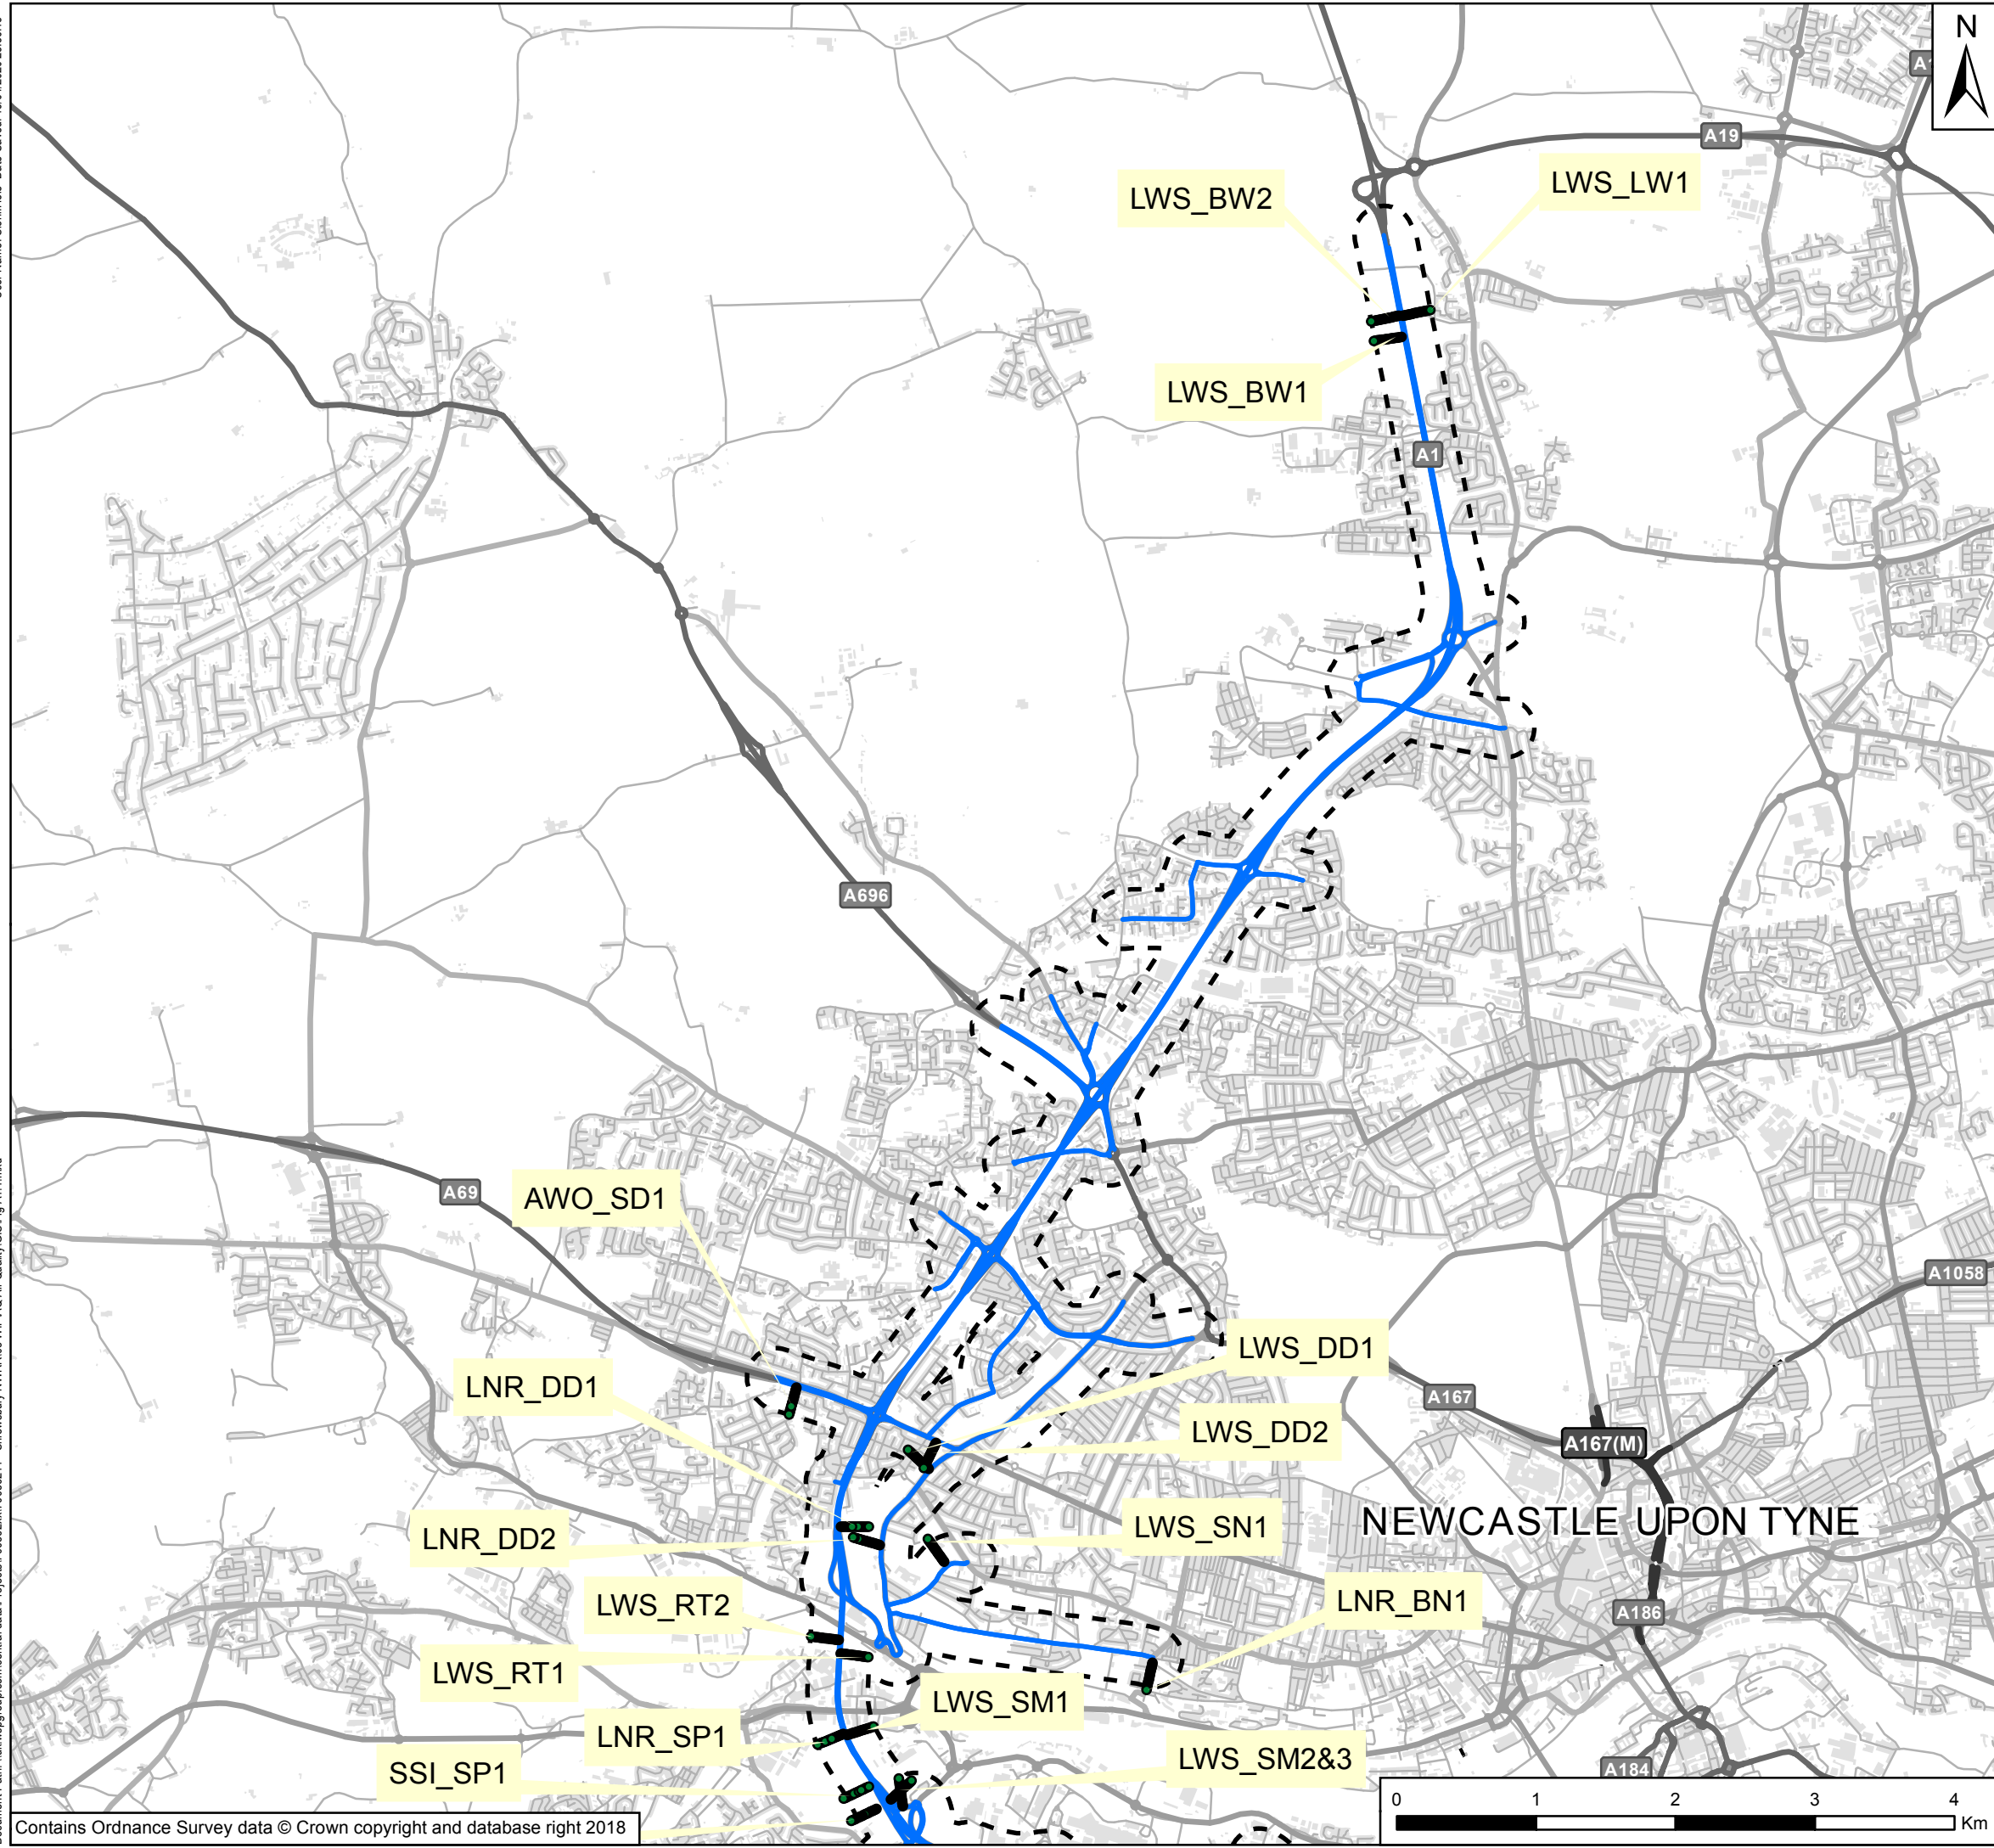 N
A19
LWS_LW1
LWS_BW2
LWS_BW1
A1
A696
AWO_SD1
A69
A1058
LWS_DD1
LNR_DD1
A167
LWS_DD2
A167(M)
NEWCASTLE UPON TYNE
LWS_SN1
LNR_DD2
LNR_BN1
LWS_RT2
A186
LWS_RT1
LWS_SM1
LNR_SP1
LWS_SM2&3
SSI_SP1
A184
0 1 2 3 4
Km
Contains Ordnance Survey data © Crown copyright and database right 2018